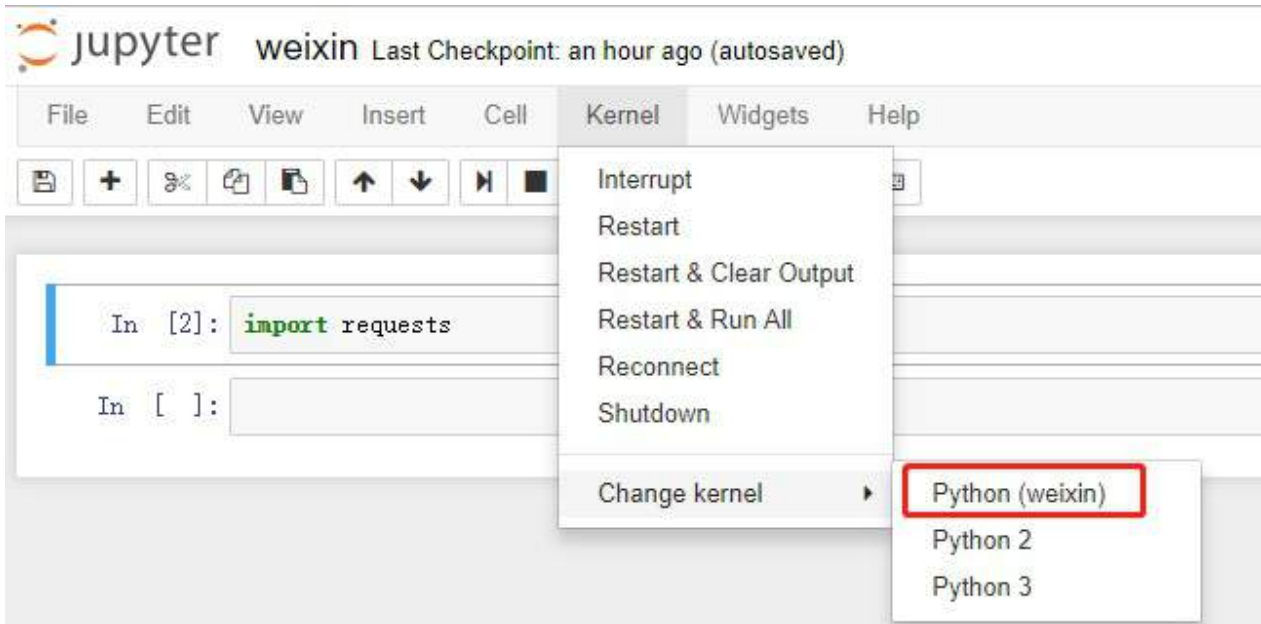 jupyter weixin Last Checkpoint: an hour ago (autosaved)
File Edit View Insert Cell Kernel Widgets Help
Interrupt
Restart
Restart & Clear Output
In [2]: import requests
Restart & Run All
Reconnect
In [ ]:
Shutdown
Change kernel
Python (weixin)
Python 2
Python 3